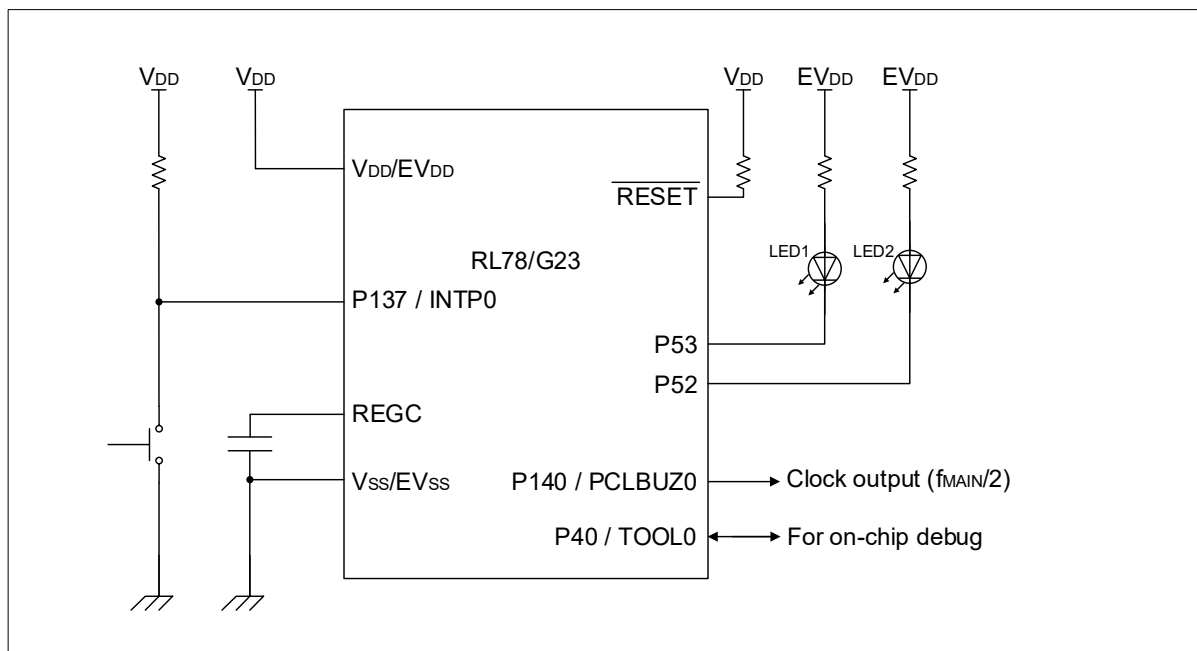 VDD
VDD
VDD
EVDD
EVDD
VDD/EVDD
RESET
LED1
LED2
RL78/G23
P137 / INTP0
P53
P52
REGC
VSS/EVSS
P140 / PCLBUZ0
Clock output (fMAIN/2)
P40 / TOOL0
For on-chip debug